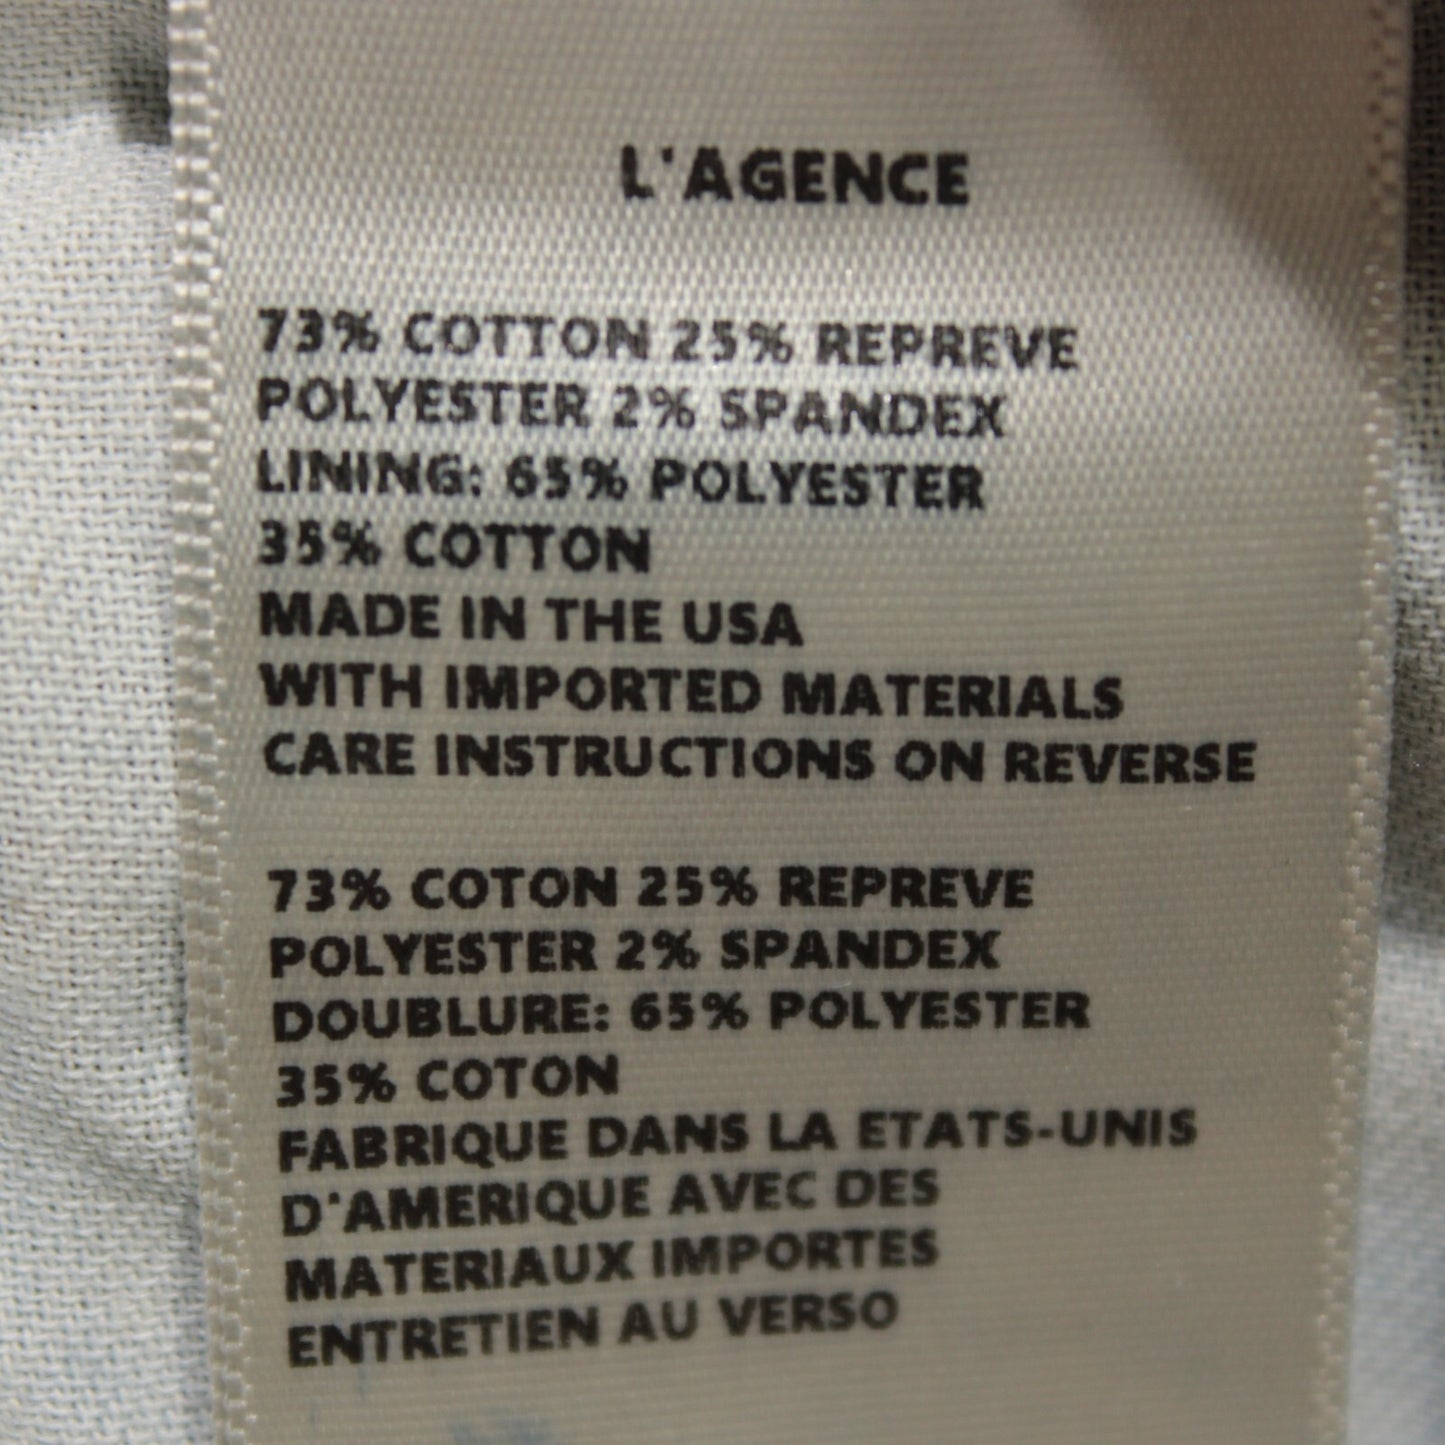 L'AGENCE
73% COTTON 25% REPREVE
POLYESTER 2% SPANDEX
LINING: 65% POLYESTER
35% COTTON
MADE IN THE USA
WITH IMPORTED MATERIALS
CARE INSTRUCTIONS ON REVERSE
73% COTON 25% REPREVE
POLYESTER 2% SPANDEX
DOUBLURE: 65% POLYESTER
35% COTON
FABRIQUE DANS LA ETATS-UNIS
D'AMERIQUE AVEC DES
MATERIAUX IMPORTES
ENTRETIEN AU VERSO